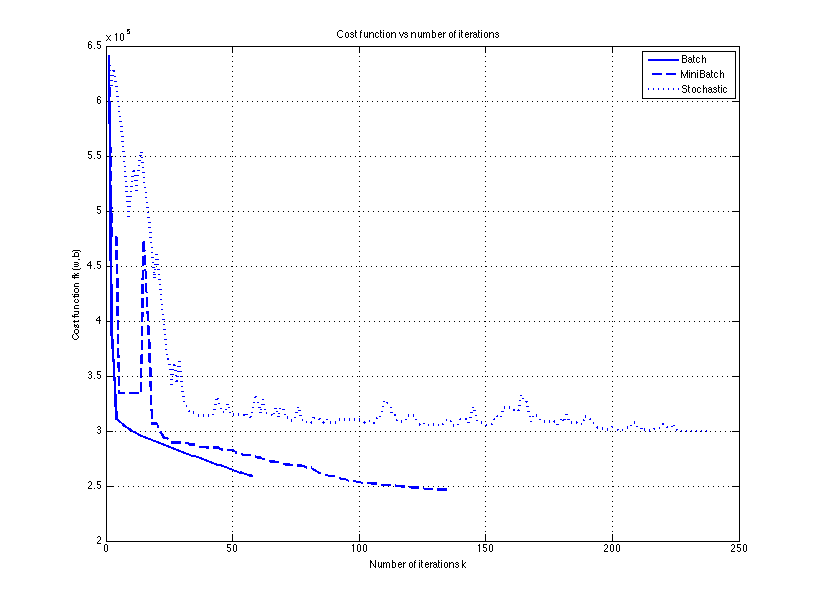 Cost function vs number of iterations
x 10^5
6.5
6
5.5
5
4.5
4
3.5
3
2.5
2
Cost function fk (w,b)
0 50 100 150 200 250
Number of iterations k
Batch
MiniBatch
Stochastic